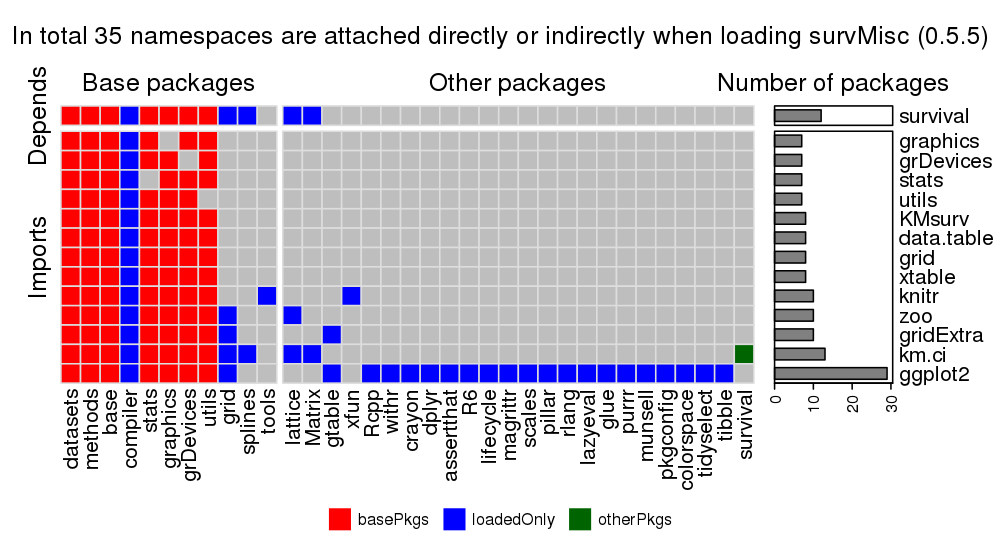 In total 35 namespaces are attached directly or indirectly when loading survMisc (0.5.5)
Base packages
Other packages
Number of packages
Depends
Imports
survival
graphics
grDevices
stats
utils
KMsurv
data.table
grid
xtable
knitr
zoo
gridExtra
km.ci
ggplot2
0
10
20
30
datasets
methods
base
compiler
stats
graphics
grDevices
utils
grid
splines
tools
lattice
Matrix
gtable
xfun
Rcpp
withr
crayon
dplyr
assertthat
R6
lifecycle
magrittr
scales
pillar
rlang
lazyeval
glue
purrr
munsell
pkgconfig
colorspace
tidyselect
tibble
survival
basePkgs
loadedOnly
otherPkgs